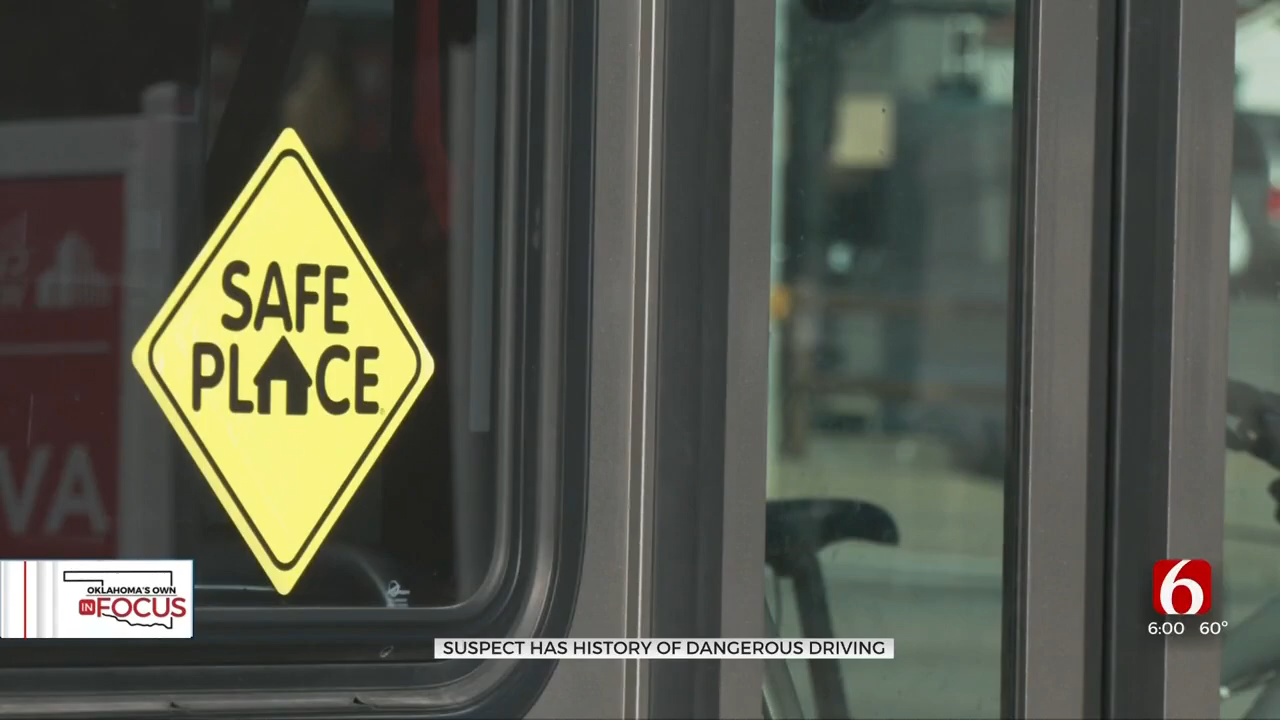 SAFE
PLACE
VA
OKLAHOMA'S OWN
IN FOCUS
6
SUSPECT HAS HISTORY OF DANGEROUS DRIVING
6:00 60°